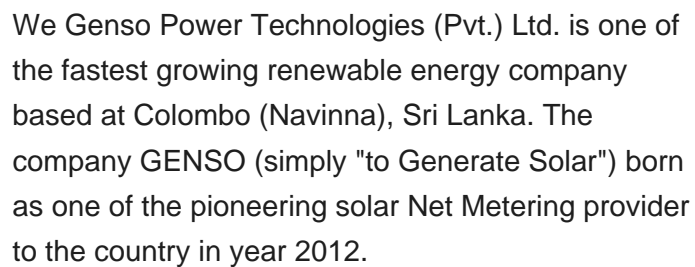 We Genso Power Technologies (Pvt.) Ltd. is one of
the fastest growing renewable energy company
based at Colombo (Navinna), Sri Lanka. The
company GENSO (simply "to Generate Solar") born
as one of the pioneering solar Net Metering provider
to the country in year 2012.